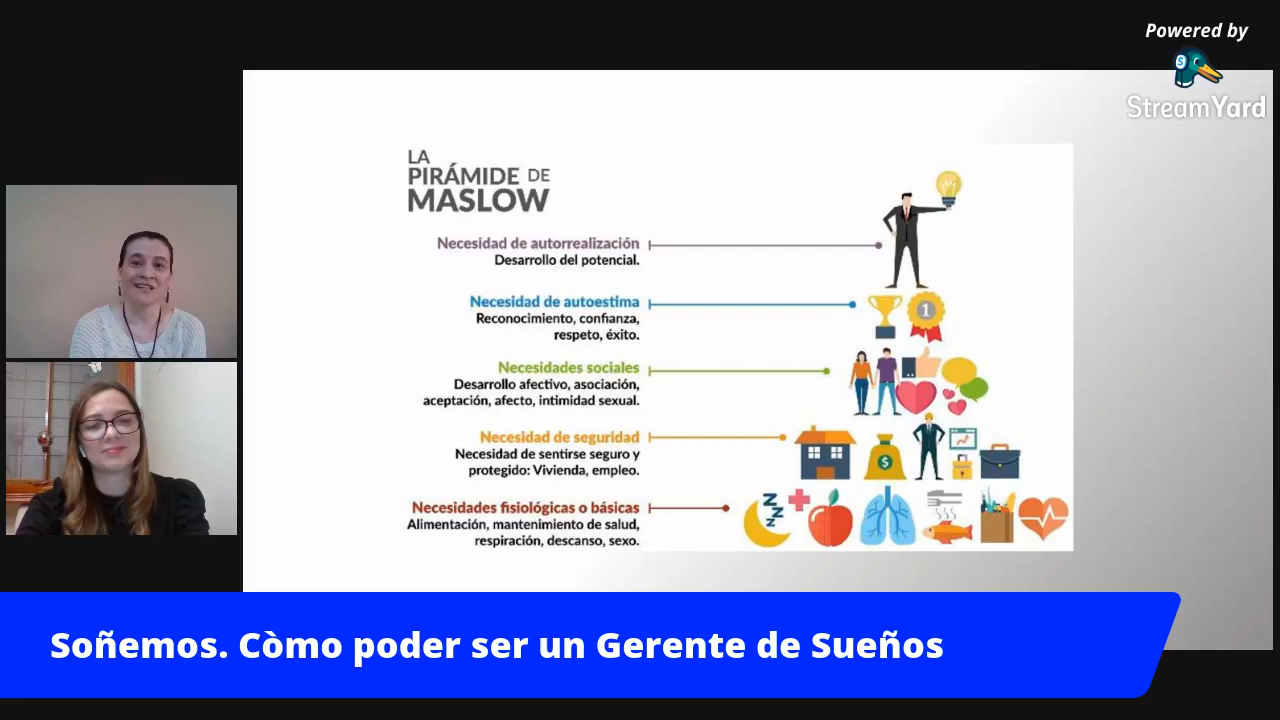 Powered by
StreamYard
LA
PIRÁMIDE DE
MASLOW
Necesidad de autorrealización
Desarrollo del potencial.
Necesidad de autoestima
Reconocimiento, confianza,
respeto, éxito.
1
Necesidades sociales
Desarrollo afectivo, asociación,
aceptación, afecto, intimidad sexual.
Necesidad de seguridad
Necesidad de sentirse seguro y
protegido: Vivienda, empleo.
$
Necesidades fisiológicas o básicas
Alimentación, mantenimiento de salud,
respiración, descanso, sexo.
Z Z Z
Soñemos. Còmo poder ser un Gerente de Sueños